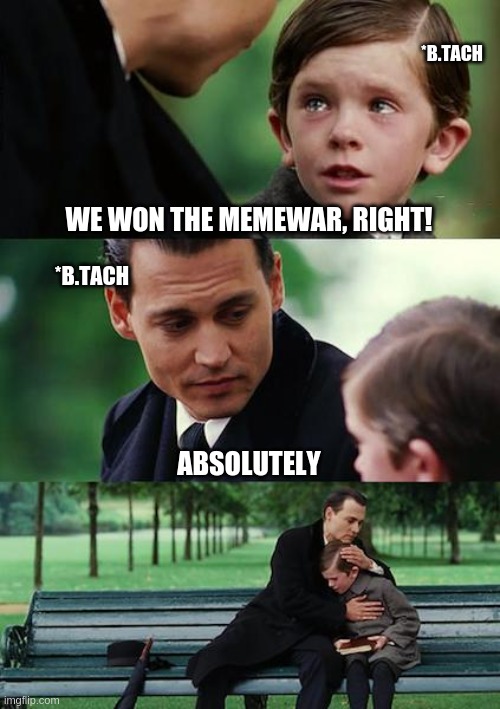 *B.TACH
WE WON THE MEMEWAR, RIGHT!
*B.TACH
ABSOLUTELY
imgflip.com